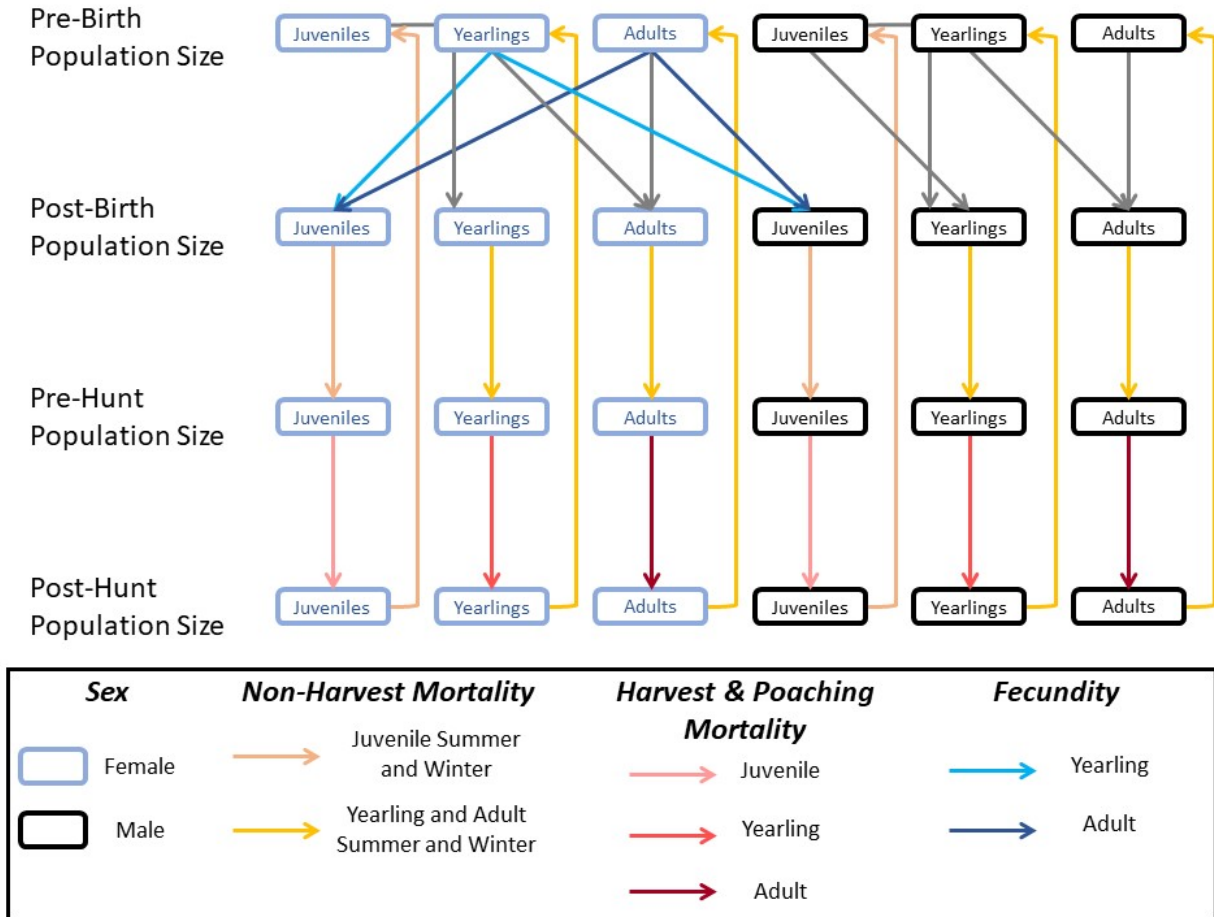 Pre-Birth
Population Size
Juveniles Yearlings Adults Juveniles Yearlings Adults
Post-Birth
Population Size
Juveniles Yearlings Adults Juveniles Yearlings Adults
Pre-Hunt
Population Size
Juveniles Yearlings Adults Juveniles Yearlings Adults
Post-Hunt
Population Size
Juveniles Yearlings Adults Juveniles Yearlings Adults
Sex
Female
Male
Non-Harvest Mortality
Juvenile Summer
and Winter
Yearling and Adult
Summer and Winter
Harvest & Poaching
Mortality
Juvenile
Yearling
Adult
Fecundity
Yearling
Adult